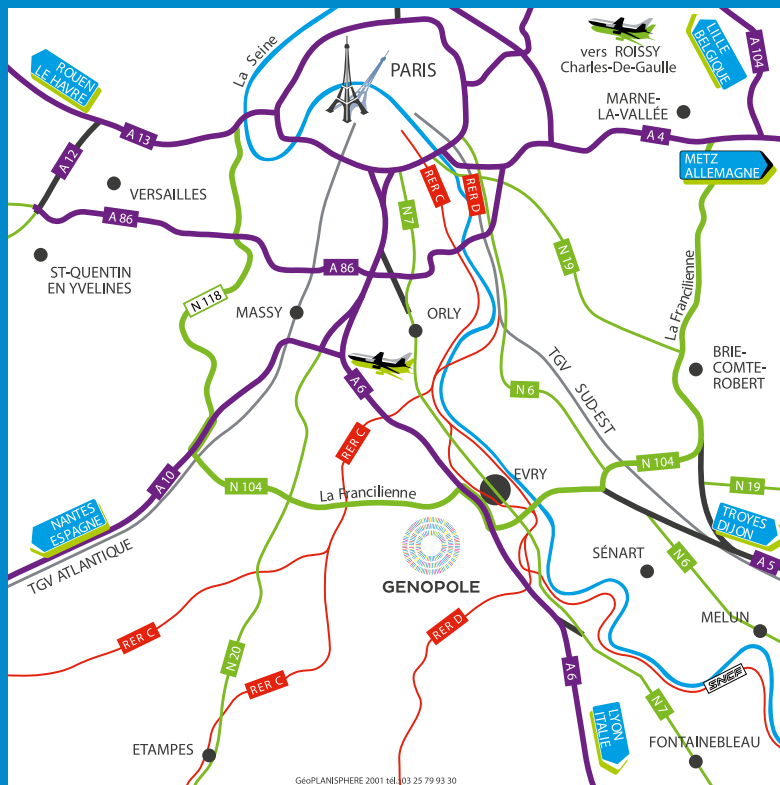 La Seine
PARIS
vers ROISSY
Charles-De-Gaulle
LILLE
BELGIQUE
A 104
ROUEN
LE HAVRE
MARNE-
LA-VALLÉE
A 13
A 4
A 12
METZ
ALLEMAGNE
VERSAILLES
RER C
RER D
N 7
A 86
N 19
ST-QUENTIN
EN YVELINES
A 86
La Francilienne
N 118
MASSY
ORLY
TGV SUD-EST
BRIE-
COMTE-
ROBERT
A 6
N 6
RER C
A 10
EVRY
N 104
N 104
La Francilienne
N 19
NANTES
ESPAGNE
TROYES
DIJON
TGV ATLANTIQUE
GENOPOLE
SÉNART
N 6
A 5
MELUN
RER C
RER D
N 20
RER C
A 6
SNCF
LYON
ITALIE
N 7
ETAMPES
FONTAINEBLEAU
GéoPLANISPHERE 2001 tél.:03 25 79 93 30